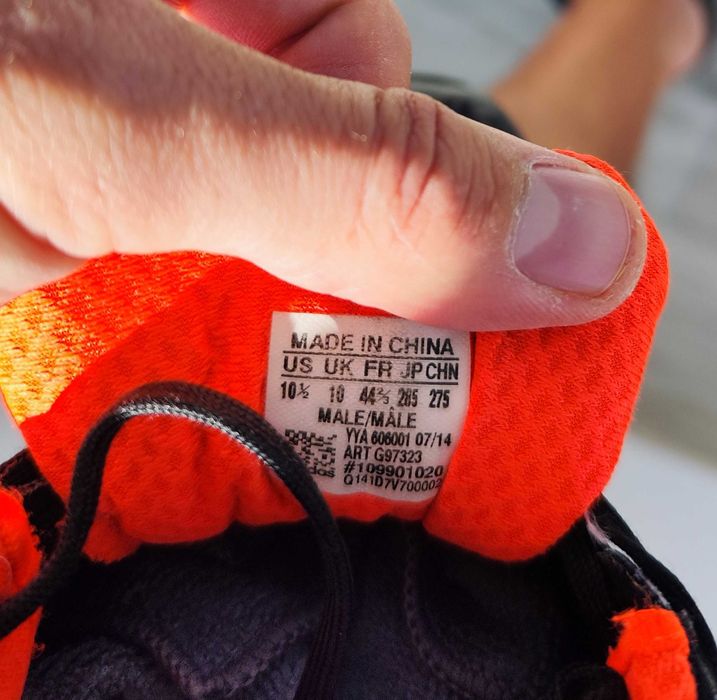 MADE IN CHINA
US UK FR JP CHN
10½ 10 44⅔ 285 275
MALE/MÂLE
YYA 606001 07/14
ART G97323
#109901020
Q141D7V700002